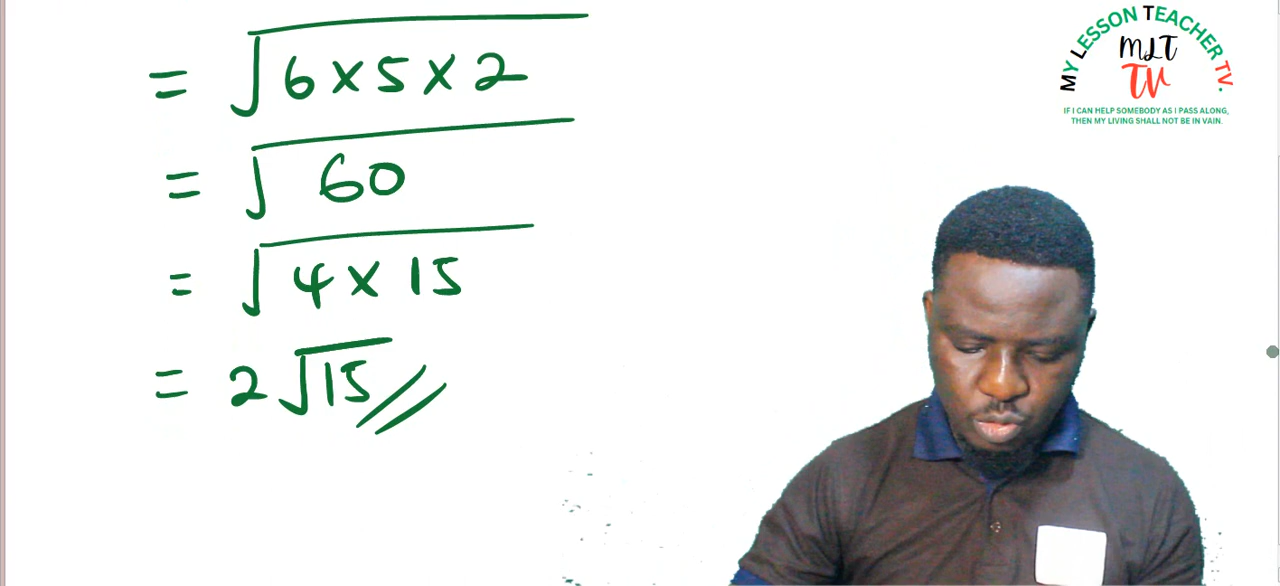 = √6 × 5 × 2
= √60
= √4 × 15
= 2√15
MY LESSON TEACHER TV.
MLT
TV
IF I CAN HELP SOMEBODY AS I PASS ALONG,
THEN MY LIVING SHALL NOT BE IN VAIN.